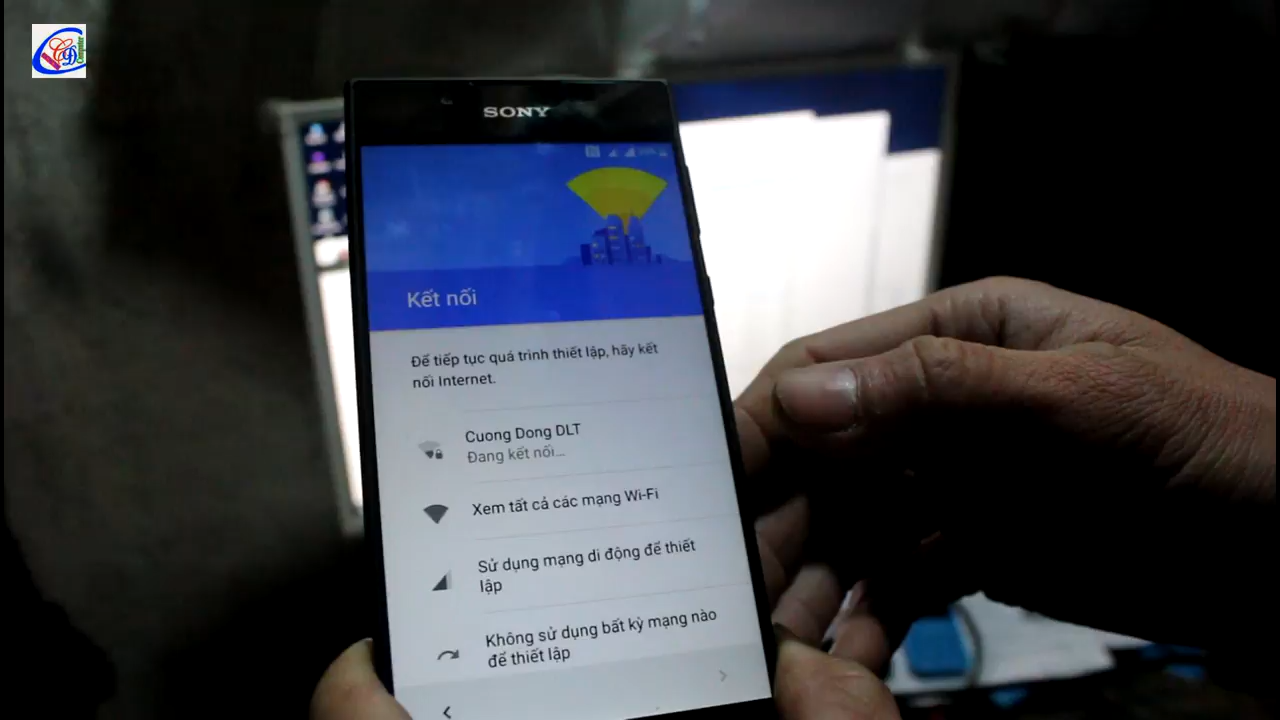 SONY
Kết nối
Để tiếp tục quá trình thiết lập, hãy kết
nối Internet.
Cuong Dong DLT
Đang kết nối...
Xem tất cả các mạng Wi-Fi
Sử dụng mạng di động để thiết
lập
Không sử dụng bất kỳ mạng nào
để thiết lập